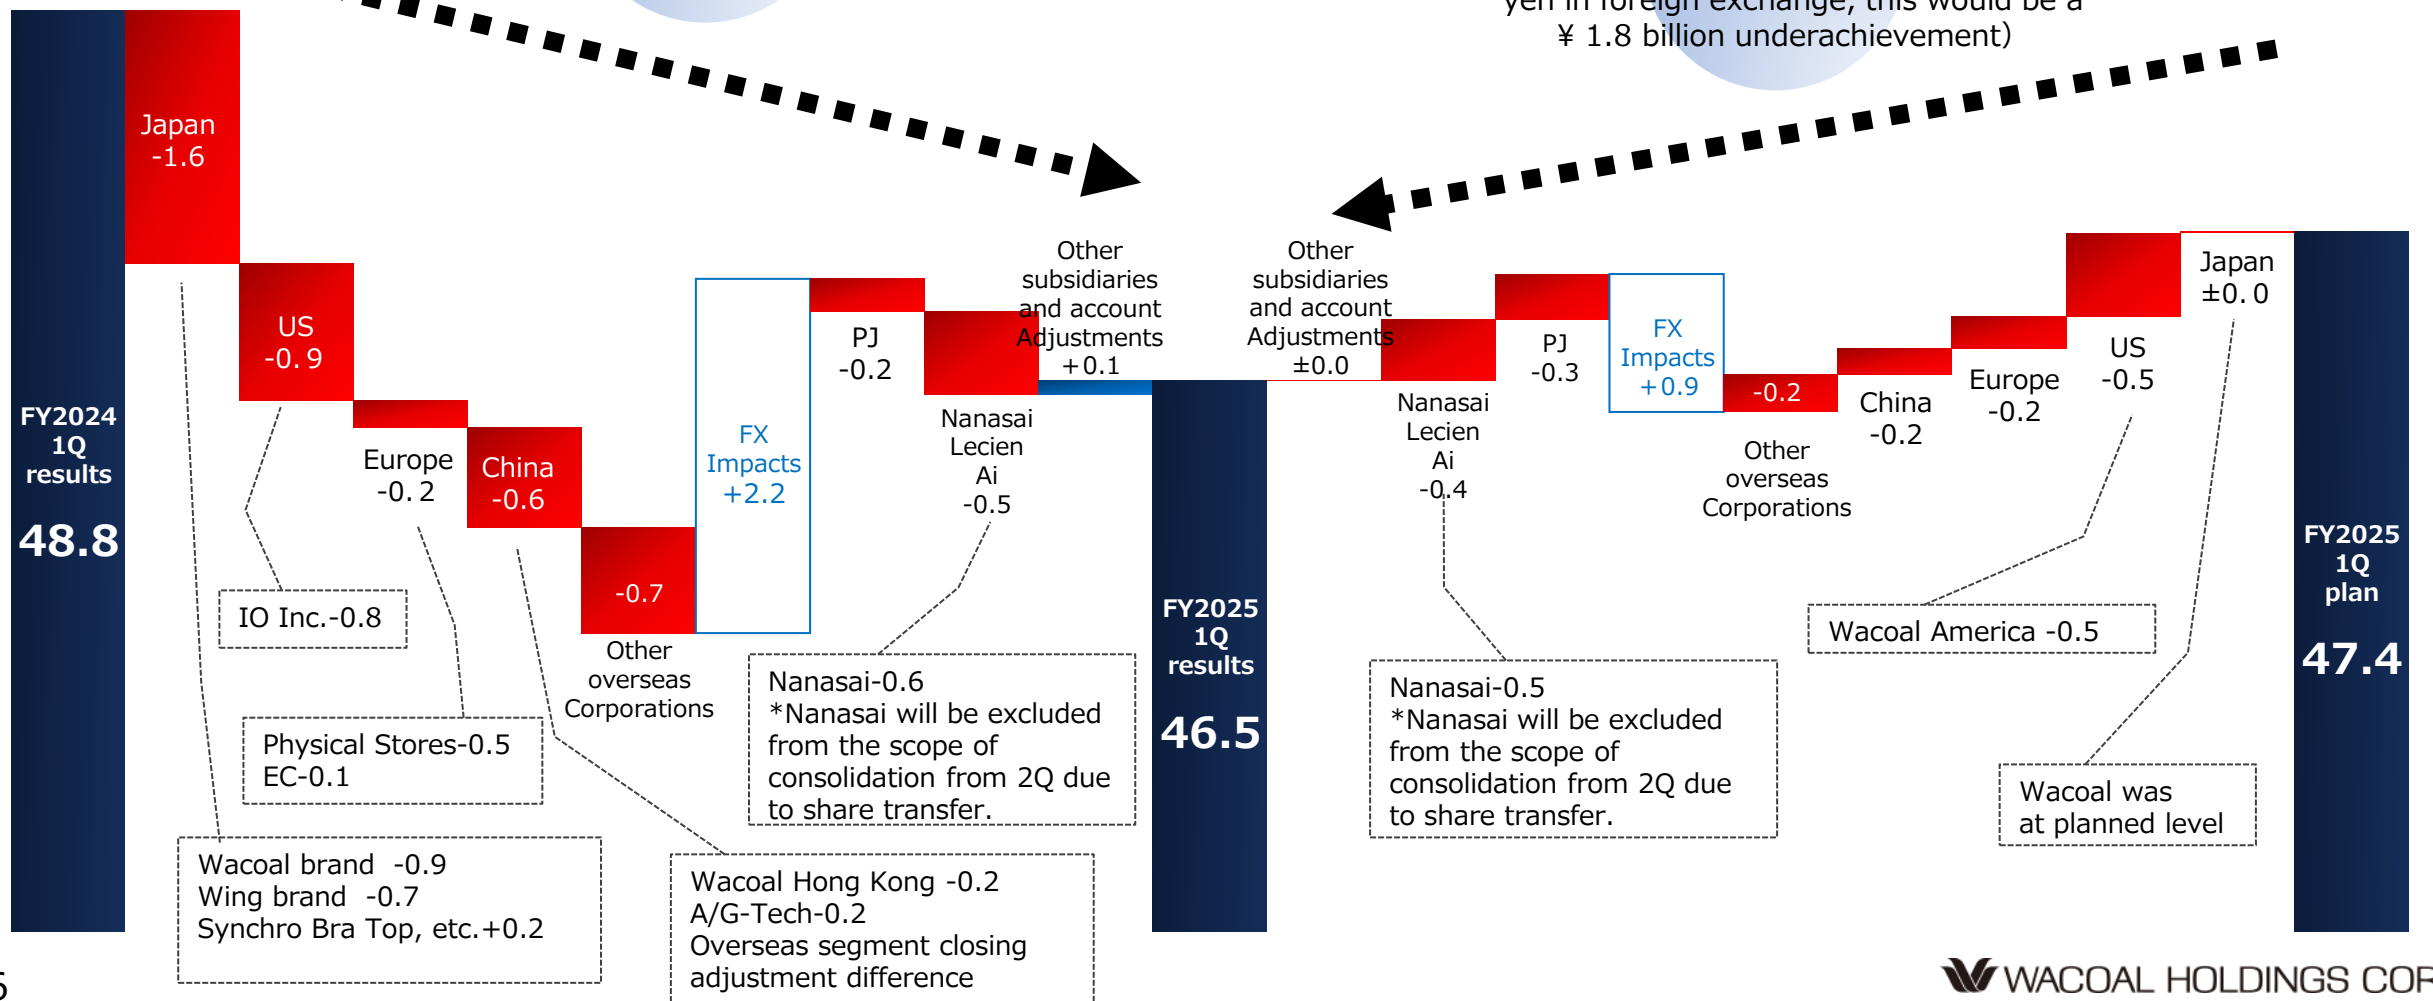 yen in foreign exchange, this would be a
¥ 1.8 billion underachievement)
Japan
-1.6
US
-0.9
Europe
-0.2
China
-0.6
-0.7
Other
overseas
Corporations
FX
Impacts
+2.2
PJ
-0.2
Nanasai
Lecien
Ai
-0.5
Other
subsidiaries
and account
Adjustments
+0.1
Other
subsidiaries
and account
Adjustments
±0.0
Nanasai
Lecien
Ai
-0.4
PJ
-0.3
FX
Impacts
+0.9
-0.2
Other
overseas
Corporations
China
-0.2
Europe
-0.2
US
-0.5
Japan
±0.0
FY2024
1Q
results
48.8
FY2025
1Q
results
46.5
FY2025
1Q
plan
47.4
IO Inc.-0.8
Physical Stores-0.5
EC-0.1
Wacoal brand -0.9
Wing brand -0.7
Synchro Bra Top, etc.+0.2
Wacoal Hong Kong -0.2
A/G-Tech-0.2
Overseas segment closing
adjustment difference
Nanasai-0.6
*Nanasai will be excluded
from the scope of
consolidation from 2Q due
to share transfer.
Nanasai-0.5
*Nanasai will be excluded
from the scope of
consolidation from 2Q due
to share transfer.
Wacoal America -0.5
Wacoal was
at planned level
WACOAL HOLDINGS COR